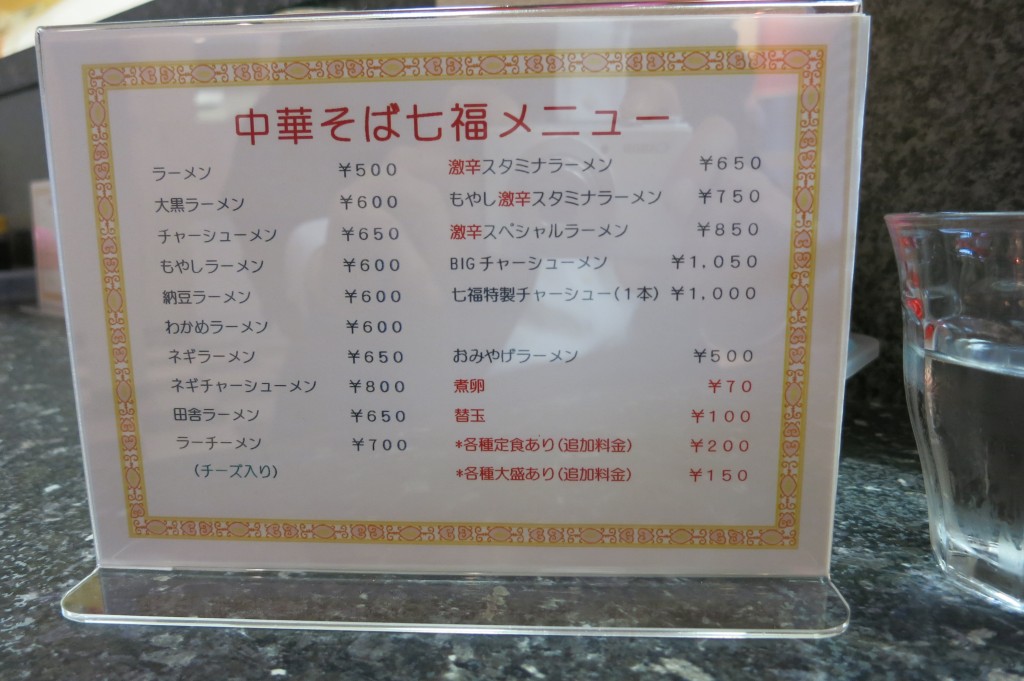 中華そば七福メニュー
ラーメン ￥500
大黒ラーメン ￥600
チャーシューメン ￥650
もやしラーメン ￥600
納豆ラーメン ￥600
わかめラーメン ￥600
ネギラーメン ￥650
ネギチャーシューメン ￥800
田舎ラーメン ￥650
ラーチーメン ￥700
(チーズ入り)
激辛スタミナラーメン ￥650
もやし激辛スタミナラーメン ￥750
激辛スペシャルラーメン ￥850
BIGチャーシューメン ￥1,050
七福特製チャーシュー(1本) ￥1,000
おみやげラーメン ￥500
煮卵 ￥70
替玉 ￥100
*各種定食あり(追加料金) ￥200
*各種大盛あり(追加料金) ￥150